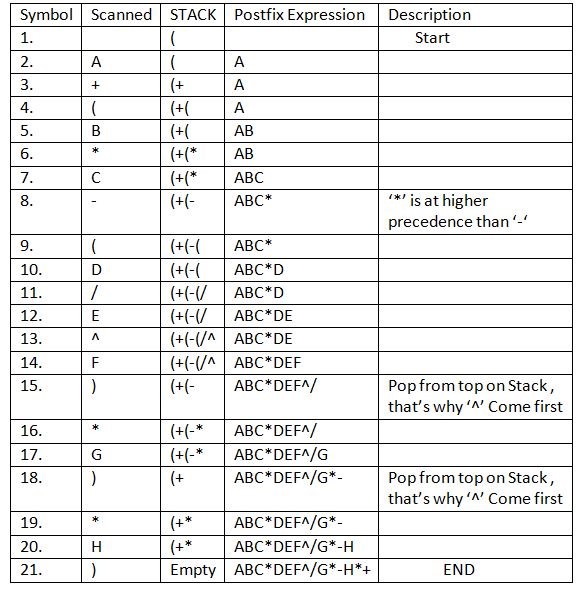 Symbol Scanned STACK Postfix Expression Description
1. ( Start
2. A ( A
3. + (+ A
4. ( (+( A
5. B (+( AB
6. * (+(* AB
7. C (+(* ABC
8. - (+(- ABC* ‘*’ is at higher
precedence than ‘-‘
9. ( (+(-( ABC*
10. D (+(-( ABC*D
11. / (+(-(/ ABC*D
12. E (+(-(/ ABC*DE
13. ^ (+(-(/^ ABC*DE
14. F (+(-(/^ ABC*DEF
15. ) (+(- ABC*DEF^/ Pop from top on Stack ,
that’s why ‘^’ Come first
16. * (+(-* ABC*DEF^/
17. G (+(-* ABC*DEF^/G
18. ) (+ ABC*DEF^/G*- Pop from top on Stack ,
that’s why ‘^’ Come first
19. * (+* ABC*DEF^/G*-
20. H (+* ABC*DEF^/G*-H
21. ) Empty ABC*DEF^/G*-H*+ END